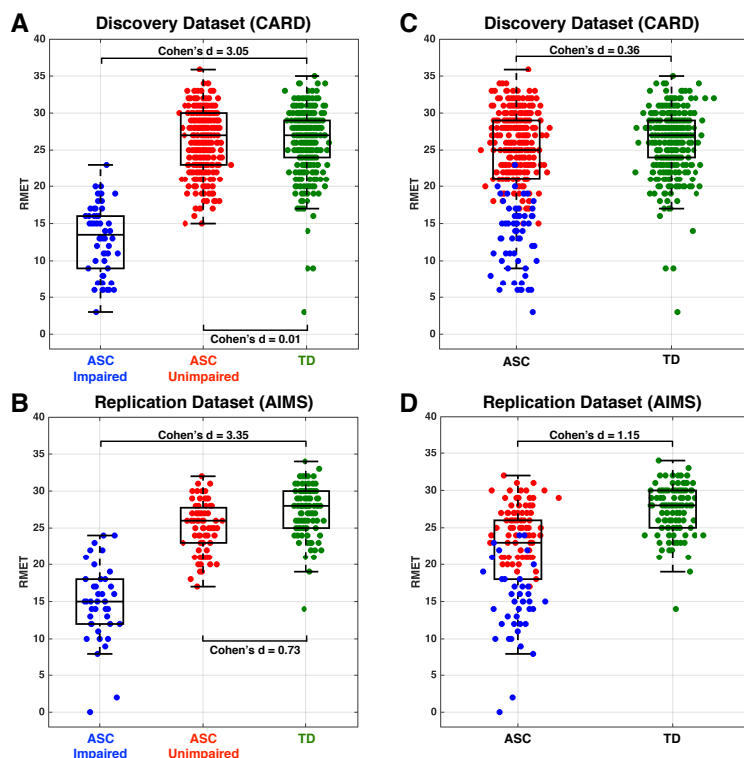 A
Discovery Dataset (CARD)
40
35
30
25
20
15
10
5
0
RMET
Cohen's d = 3.05
Cohen's d = 0.01
ASC
Impaired
ASC
Unimpaired
TD
C
Discovery Dataset (CARD)
40
35
30
25
20
15
10
5
0
RMET
Cohen's d = 0.36
ASC
TD
B
Replication Dataset (AIMS)
40
35
30
25
20
15
10
5
0
RMET
Cohen's d = 3.35
Cohen's d = 0.73
ASC
Impaired
ASC
Unimpaired
TD
D
Replication Dataset (AIMS)
40
35
30
25
20
15
10
5
0
RMET
Cohen's d = 1.15
ASC
TD